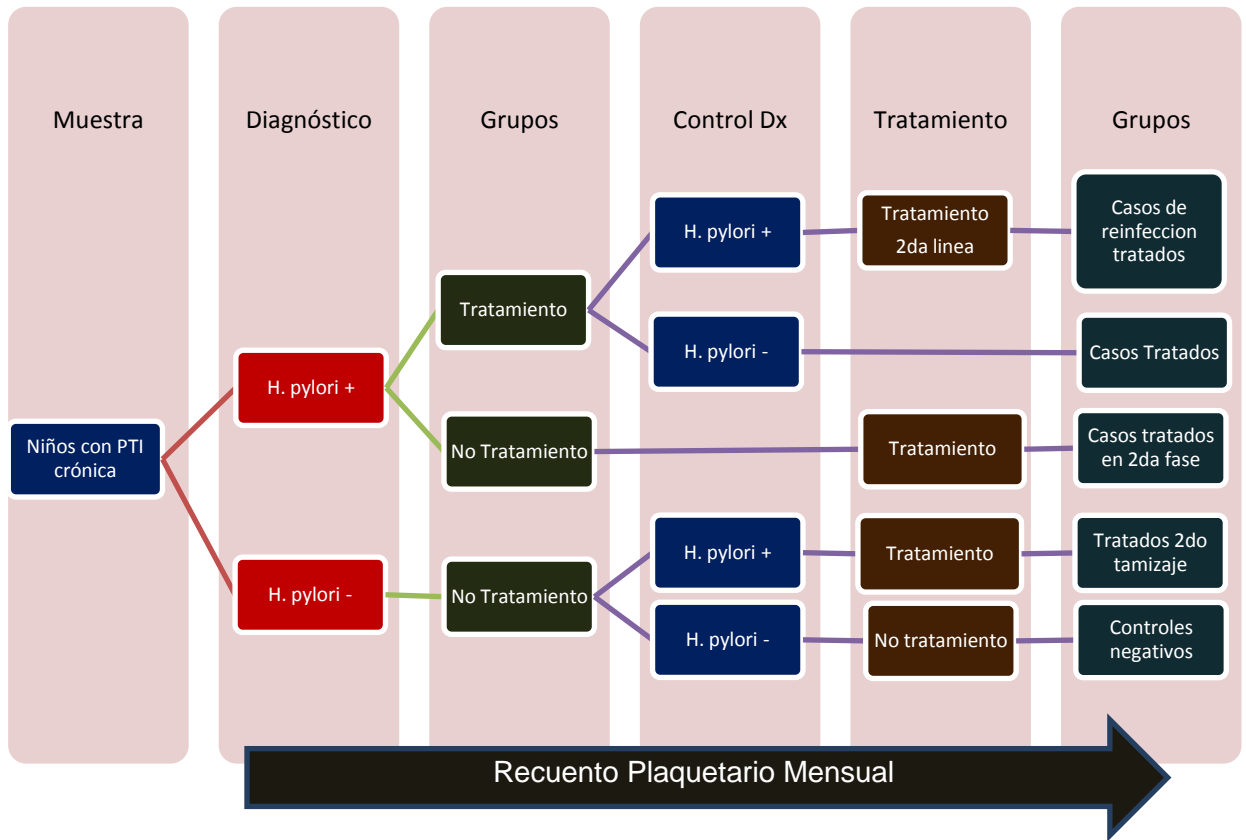 Muestra
Diagnóstico
Grupos
Control Dx
Tratamiento
Grupos
Niños con PTI
crónica
H. pylori +
H. pylori -
Tratamiento
No Tratamiento
No Tratamiento
H. pylori +
H. pylori -
H. pylori +
H. pylori -
Tratamiento
2da linea
Tratamiento
Tratamiento
No tratamiento
Casos de
reinfeccion
tratados
Casos Tratados
Casos tratados
en 2da fase
Tratados 2do
tamizaje
Controles
negativos
Recuento Plaquetario Mensual